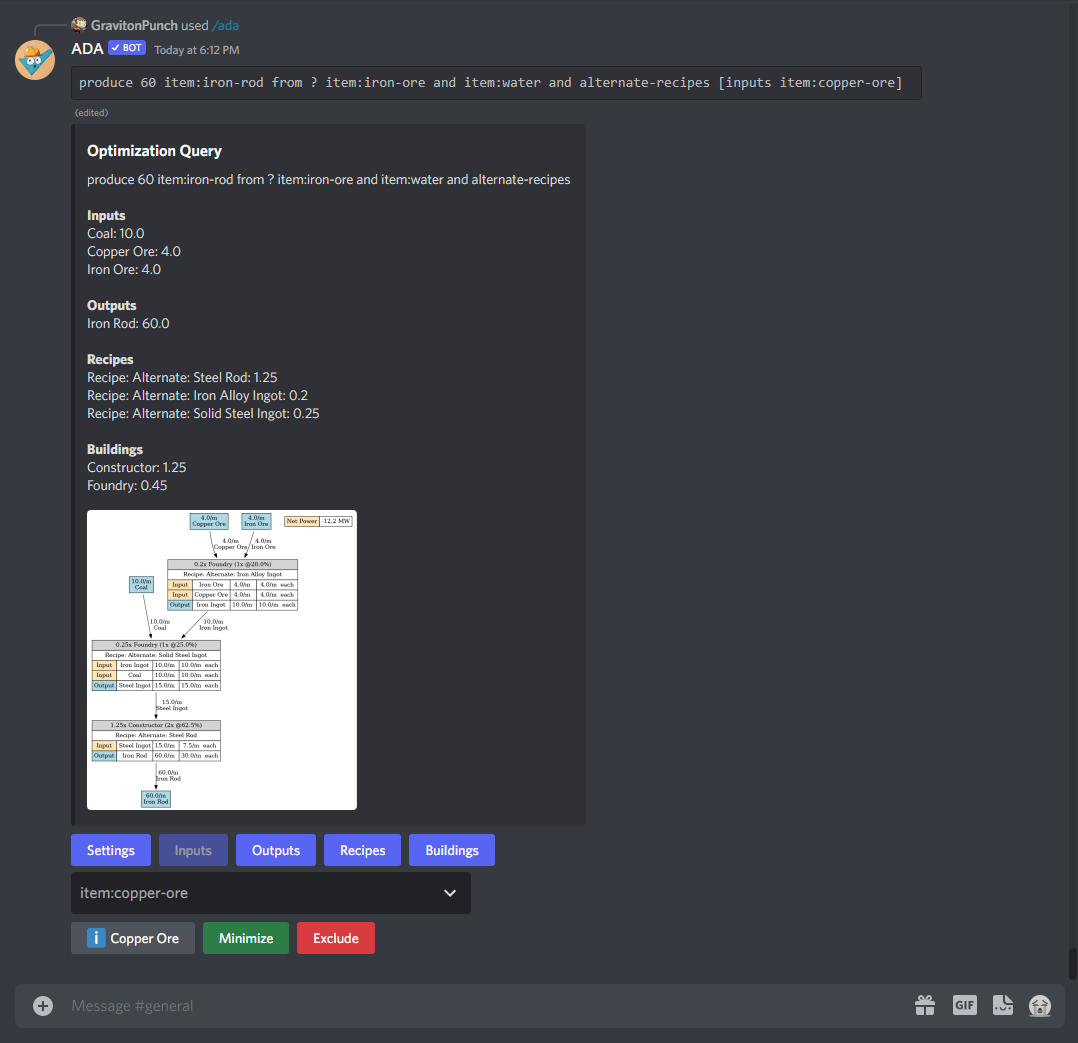 GravitonPunch used /ada
ADA ✓ BOT Today at 6:12 PM
produce 60 item:iron-rod from ? item:iron-ore and item:water and alternate-recipes [inputs item:copper-ore]
(edited)
Optimization Query
produce 60 item:iron-rod from ? item:iron-ore and item:water and alternate-recipes
Inputs
Coal: 10.0
Copper Ore: 4.0
Iron Ore: 4.0
Outputs
Iron Rod: 60.0
Recipes
Recipe: Alternate: Steel Rod: 1.25
Recipe: Alternate: Iron Alloy Ingot: 0.2
Recipe: Alternate: Solid Steel Ingot: 0.25
Buildings
Constructor: 1.25
Foundry: 0.45
4.0/m 4.0/m
Copper Ore Iron Ore Net Power -12.2 MW
4.0/m 4.0/m
Copper Ore Iron Ore
0.2x Foundry (1x @20.0%)
Recipe: Alternate: Iron Alloy Ingot
Input Iron Ore 4.0/m 4.0/m each
Input Copper Ore 4.0/m 4.0/m each
Output Iron Ingot 10.0/m 10.0/m each
10.0/m
Coal
10.0/m 10.0/m
Coal Iron Ingot
0.25x Foundry (1x @25.0%)
Recipe: Alternate: Solid Steel Ingot
Input Iron Ingot 10.0/m 10.0/m each
Input Coal 10.0/m 10.0/m each
Output Steel Ingot 15.0/m 15.0/m each
15.0/m
Steel Ingot
1.25x Constructor (2x @62.5%)
Recipe: Alternate: Steel Rod
Input Steel Ingot 15.0/m 7.5/m each
Output Iron Rod 60.0/m 30.0/m each
60.0/m
Iron Rod
60.0/m
Iron Rod
Settings Inputs Outputs Recipes Buildings
item:copper-ore
i Copper Ore Minimize Exclude
Message #general GIF